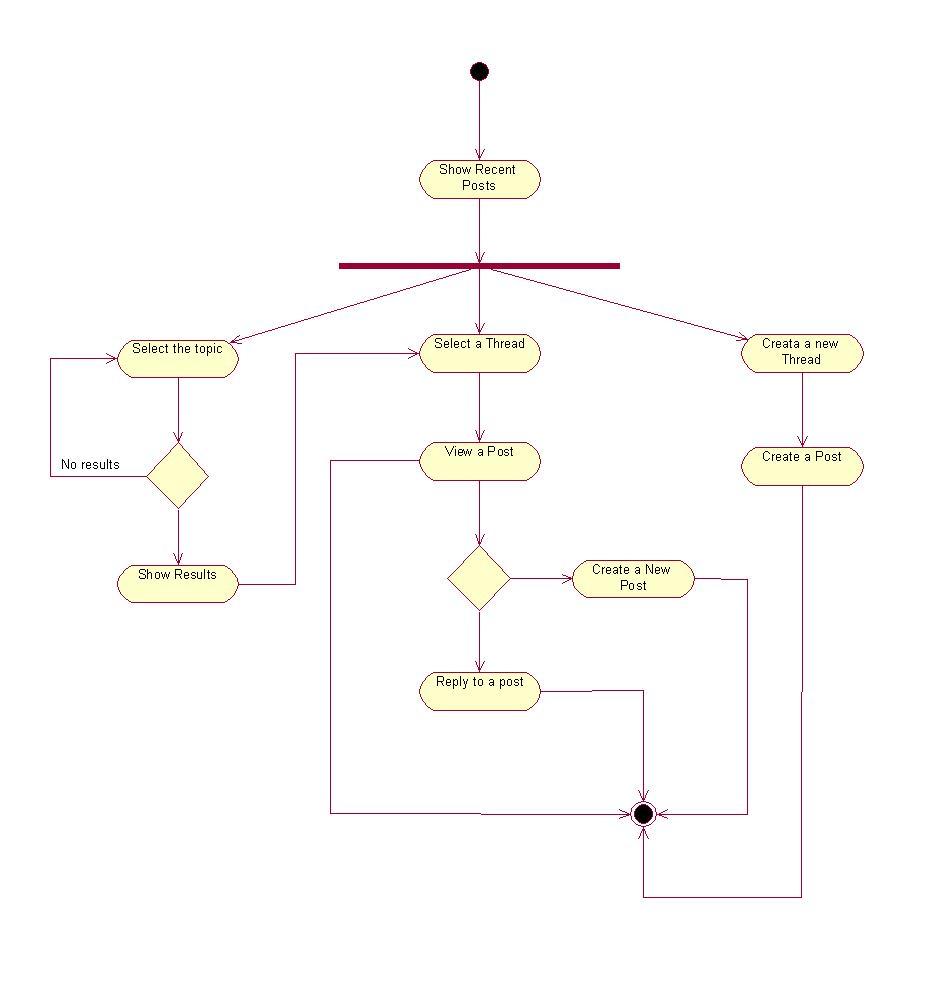 Show Recent
Posts
Select the topic
Select a Thread
Creata a new
Thread
View a Post
Create a Post
No results
Show Results
Create a New
Post
Reply to a post